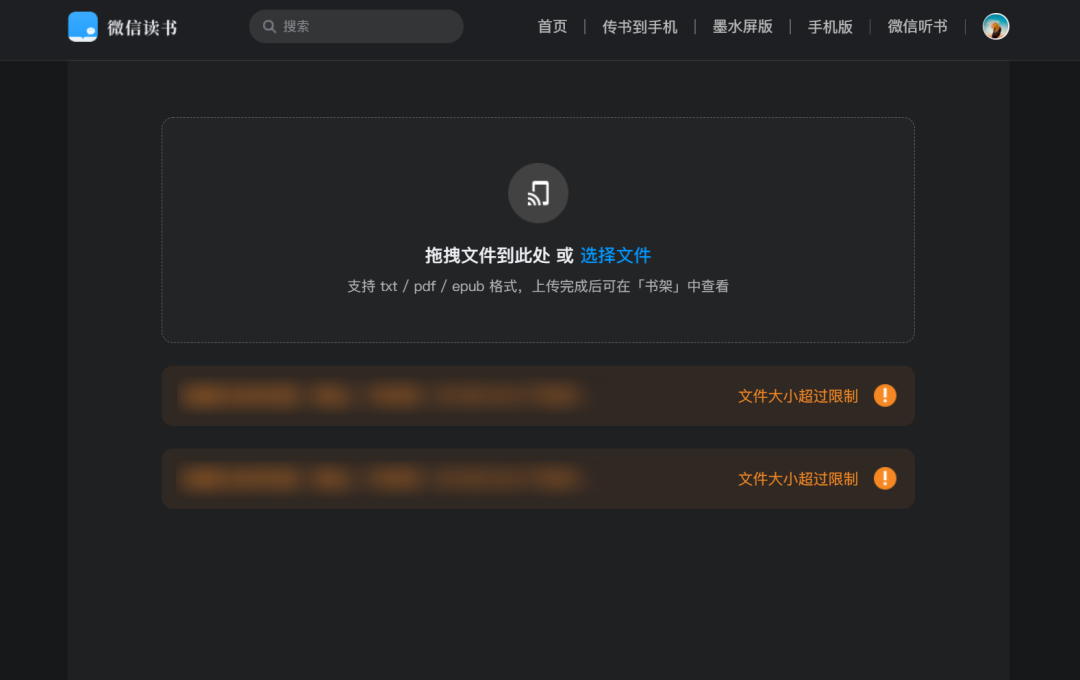 微信读书
搜索
首页 | 传书到手机 | 墨水屏版 | 手机版 | 微信听书 |
拖拽文件到此处 或 选择文件
支持 txt / pdf / epub 格式，上传完成后可在「书架」中查看
文件大小超过限制
文件大小超过限制